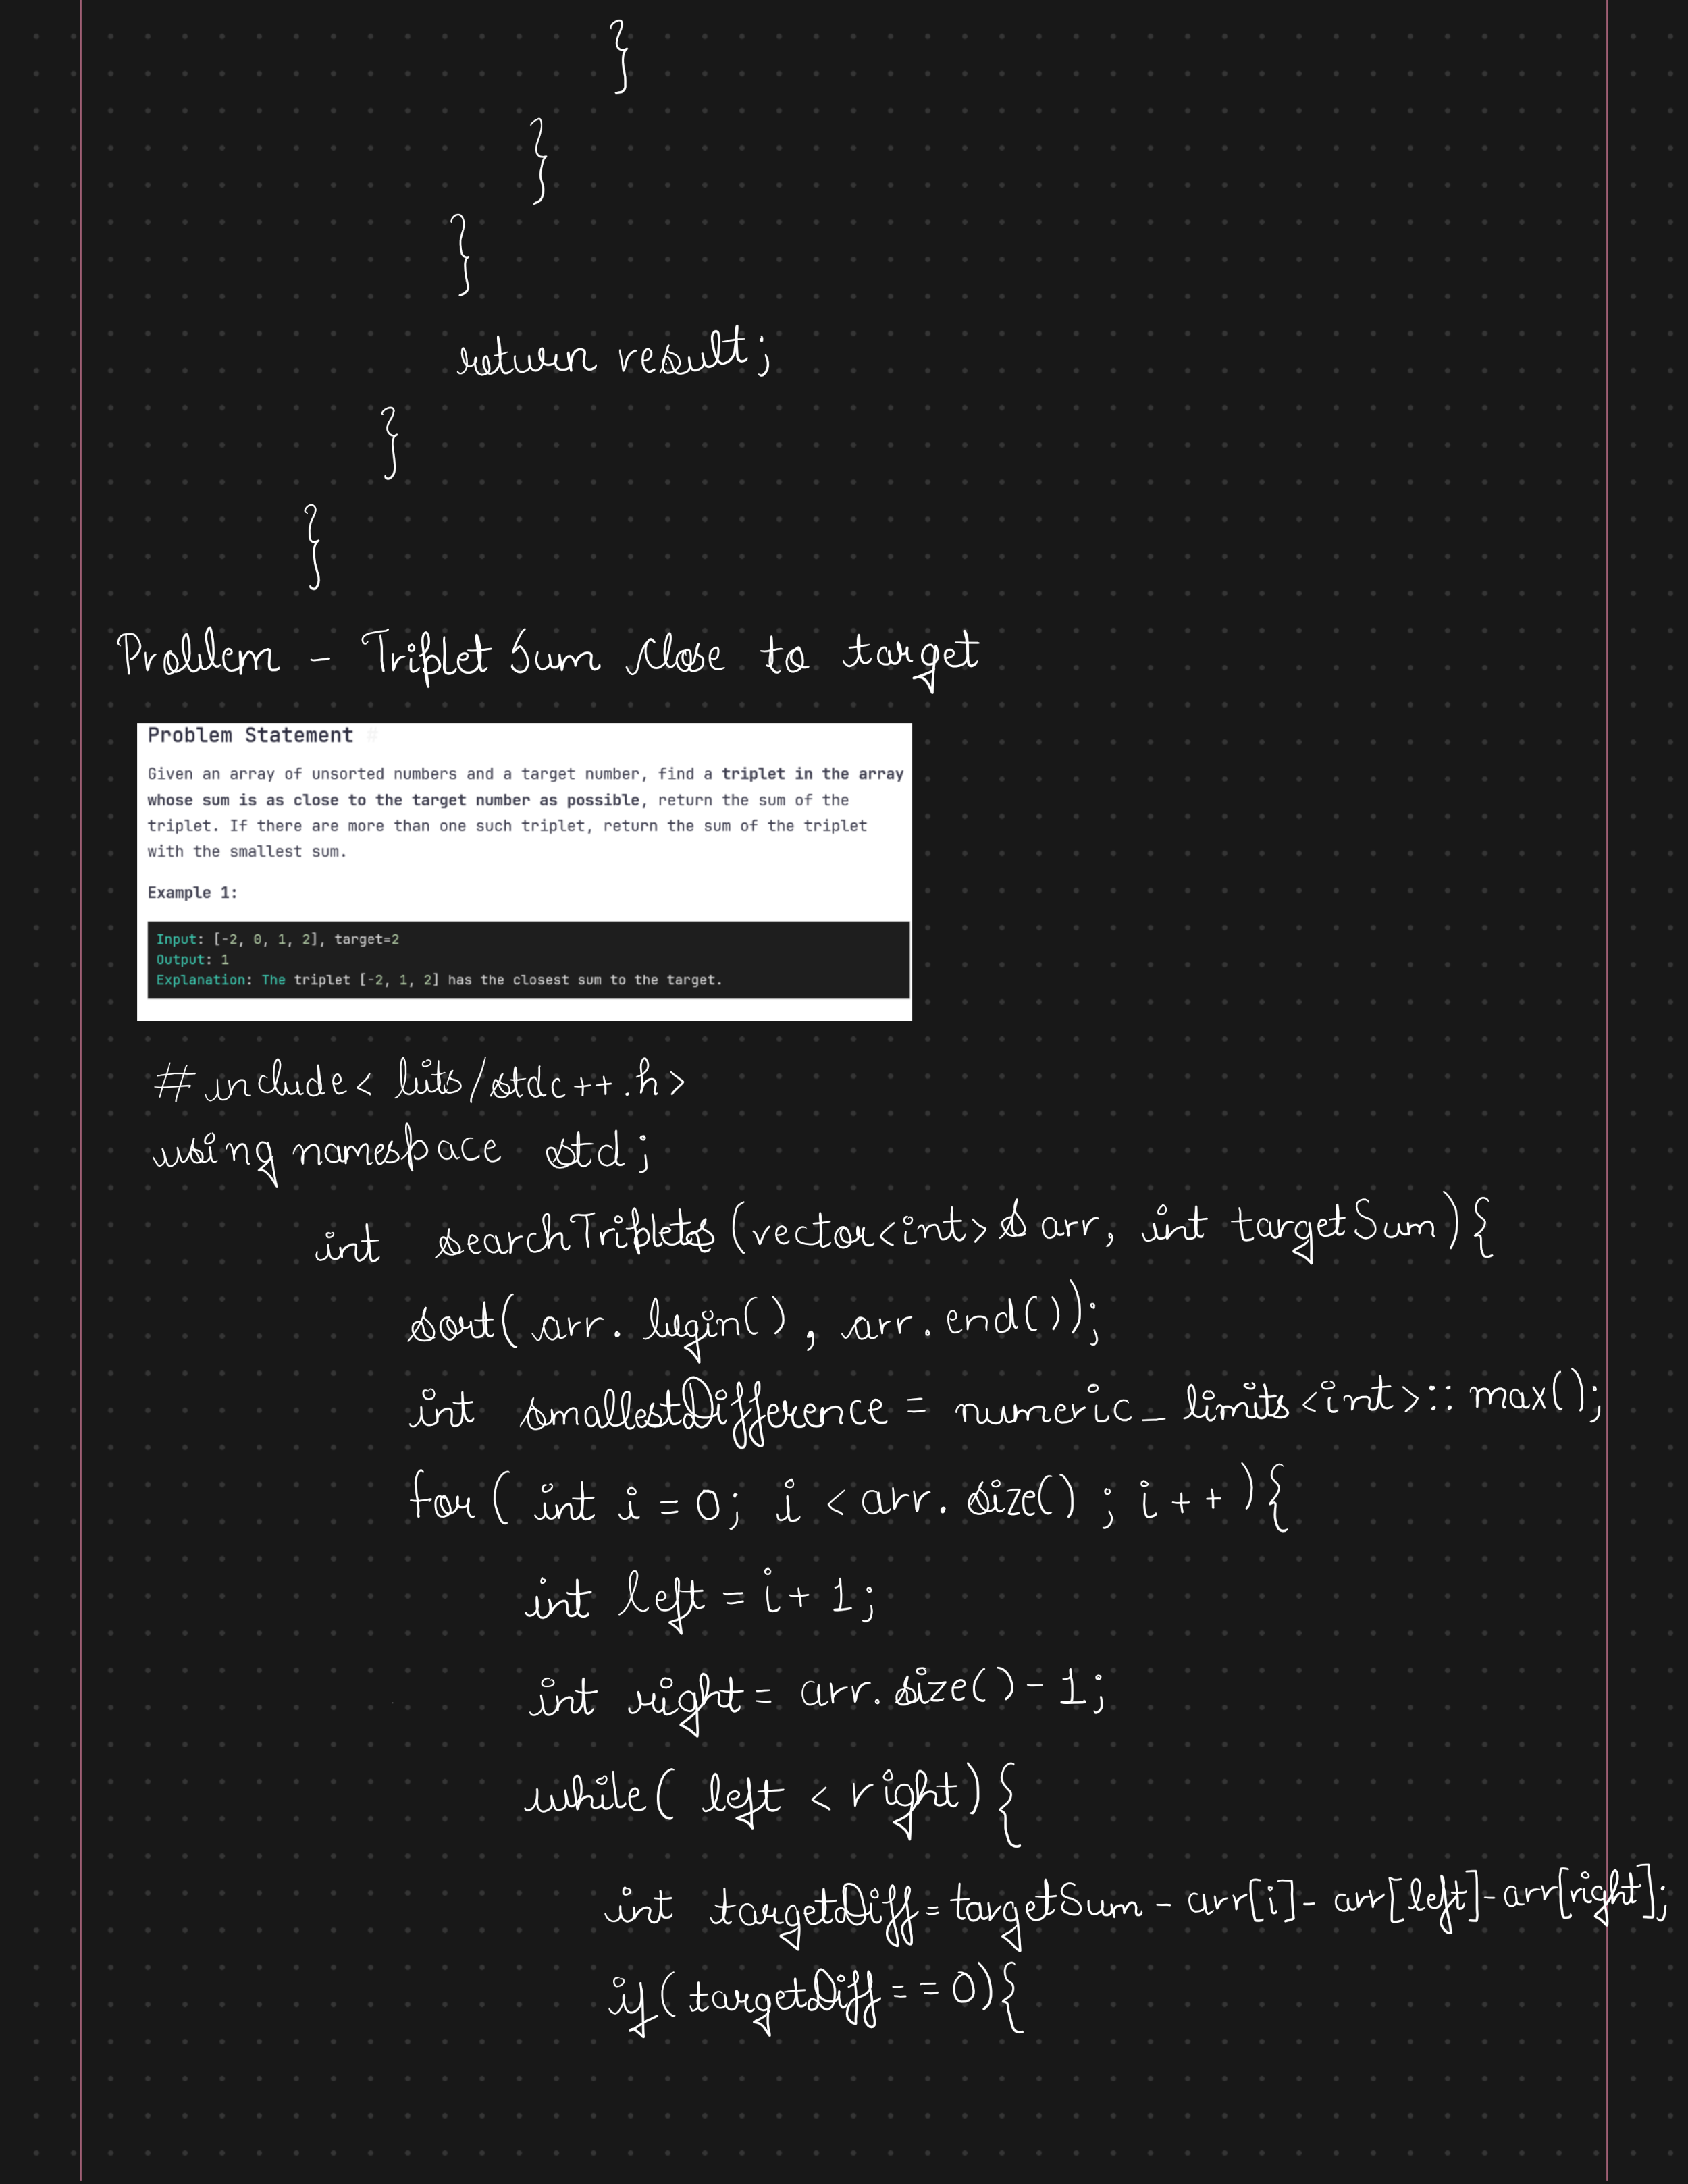 }
}
}
return result;
}
}
Problem - Triplet Sum Close to target
Problem Statement #
Given an array of unsorted numbers and a target number, find a triplet in the array
whose sum is as close to the target number as possible, return the sum of the
triplet. If there are more than one such triplet, return the sum of the triplet
with the smallest sum.
Example 1:
Input: [-2, 0, 1, 2], target=2
Output: 1
Explanation: The triplet [-2, 1, 2] has the closest sum to the target.
#include< bits/stdc++.h>
using namespace std;
int searchTriplets (vector<int>& arr, int targetSum){
sort( arr. begin() , arr. end());
int smallestDifference = numeric_limits <int>:: max();
for( int i = 0; i < arr. size() ; i++ ){
int left = i + 1;
int right = arr. size() - 1;
while( left < right) {
int targetDiff = targetSum - arr[i] - arr[left] - arr[right];
if( targetDiff == 0){